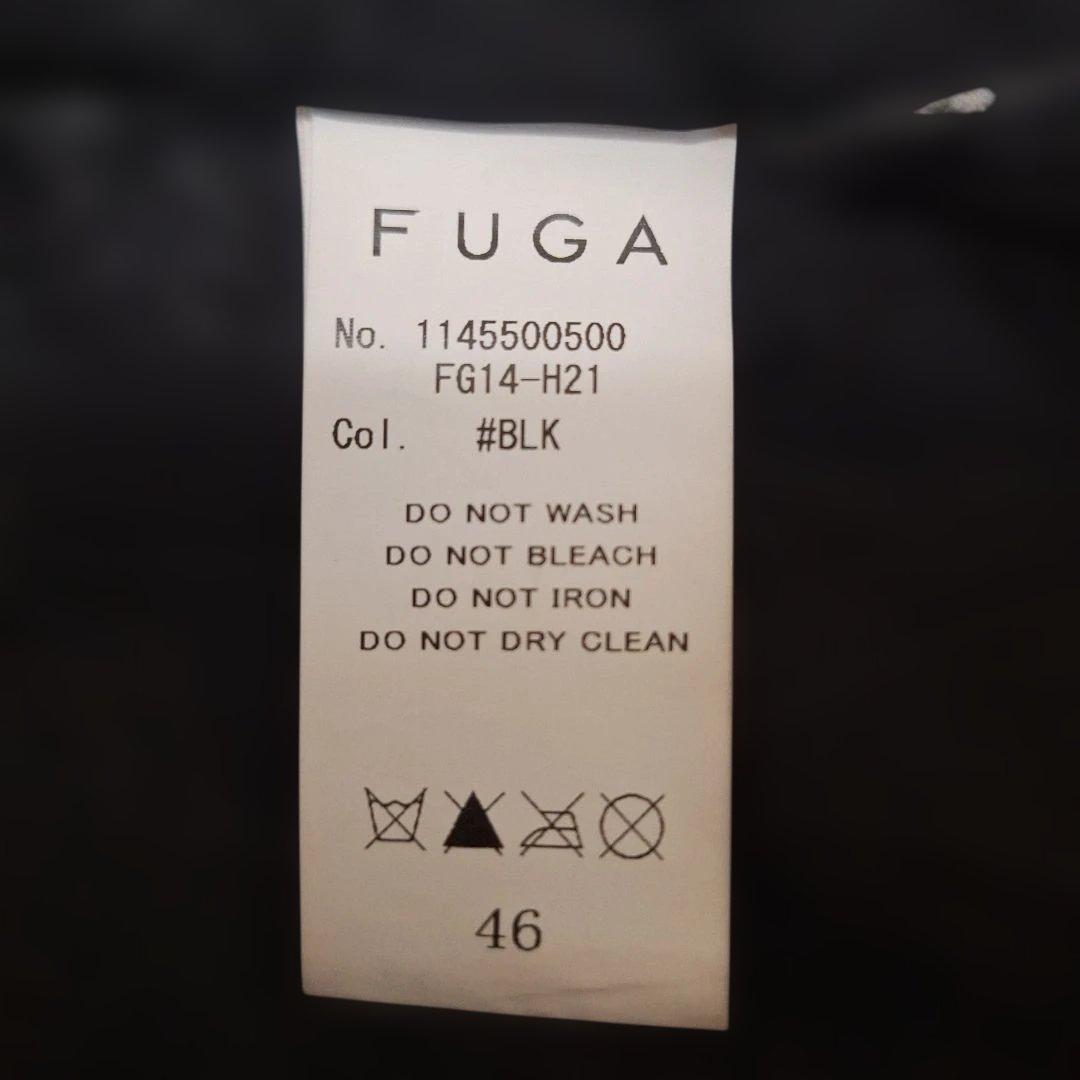 FUGA
No. 1145500500
FG14-H21
Col. #BLK
DO NOT WASH
DO NOT BLEACH
DO NOT IRON
DO NOT DRY CLEAN
46